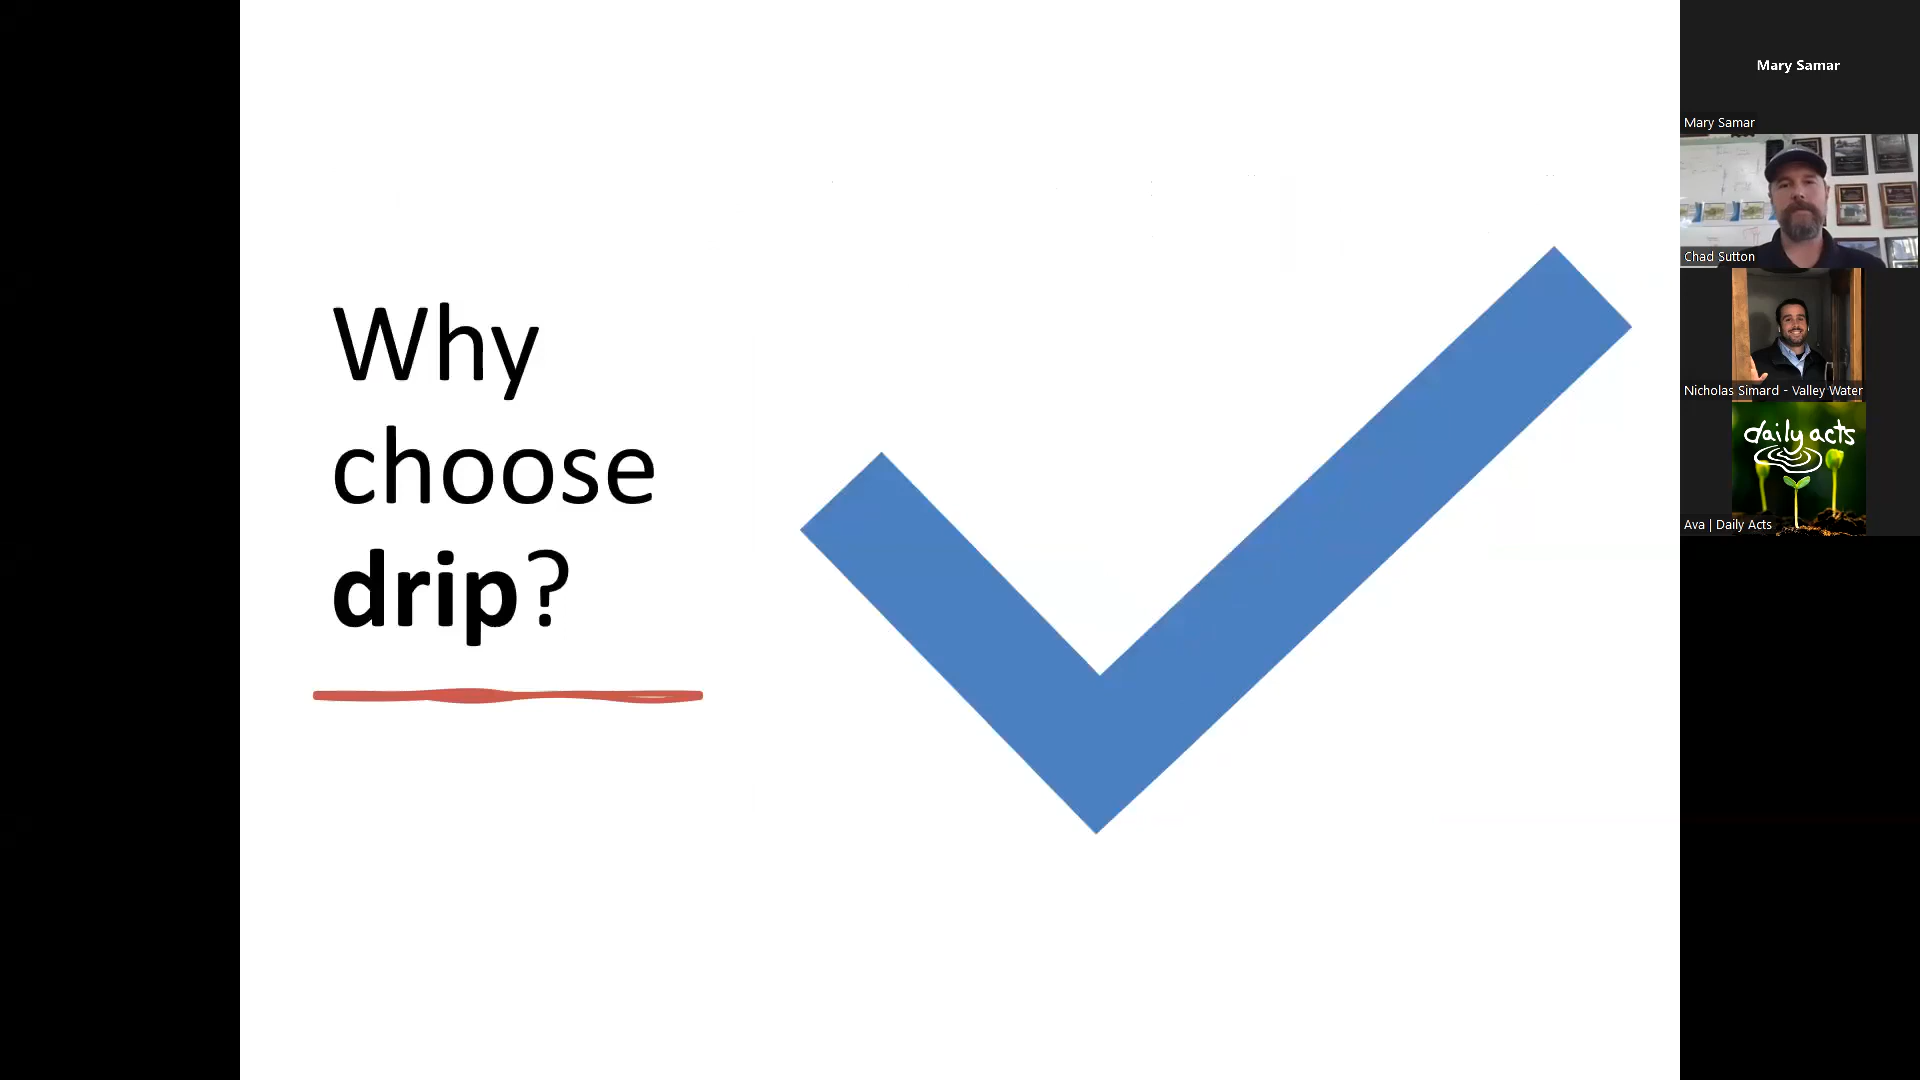 Why
choose
drip?
Mary Samar
Mary Samar
Chad Sutton
Nicholas Simard - Valley Water
daily acts
Ava | Daily Acts